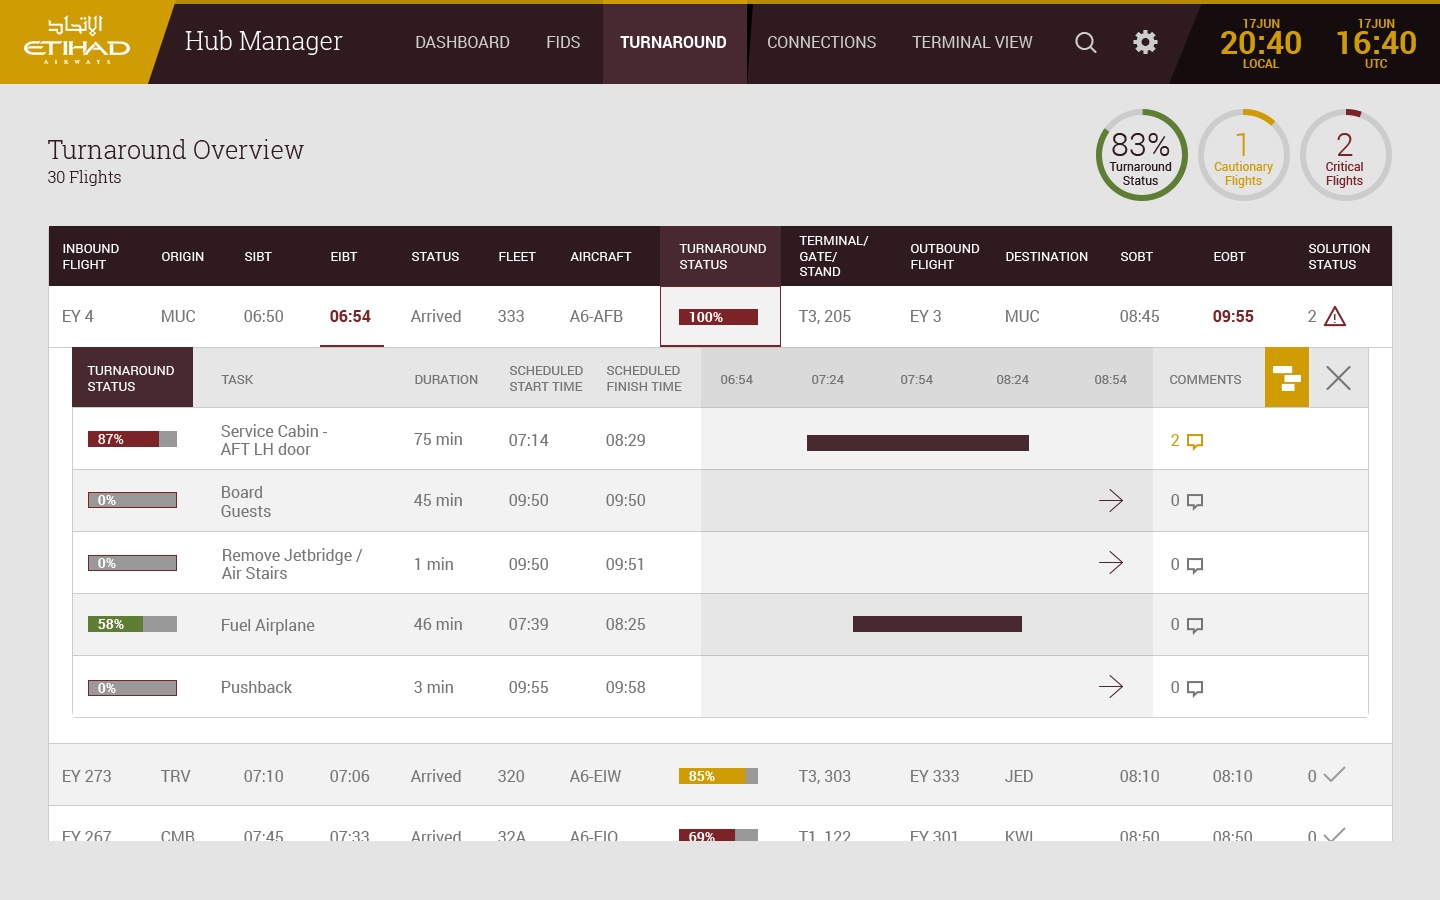 الإتحاد
ETIHAD
AIRWAYS
Hub Manager
DASHBOARD
FIDS
TURNAROUND
CONNECTIONS
TERMINAL VIEW
17JUN
20:40
LOCAL
17JUN
16:40
UTC
Turnaround Overview
30 Flights
83%
Turnaround
Status
1
Cautionary
Flights
2
Critical
Flights
INBOUND
FLIGHT
ORIGIN
SIBT
EIBT
STATUS
FLEET
AIRCRAFT
TURNAROUND
STATUS
TERMINAL/
GATE/
STAND
OUTBOUND
FLIGHT
DESTINATION
SOBT
EOBT
SOLUTION
STATUS
EY 4 MUC 06:50 06:54 Arrived 333 A6-AFB 100% T3, 205 EY 3 MUC 08:45 09:55 2
TURNAROUND
STATUS
TASK
DURATION
SCHEDULED
START TIME
SCHEDULED
FINISH TIME
06:54 07:24 07:54 08:24 08:54
COMMENTS
87%
Service Cabin -
AFT LH door
75 min 07:14 08:29 2
0%
Board
Guests
45 min 09:50 09:50 0
0%
Remove Jetbridge /
Air Stairs
1 min 09:50 09:51 0
58% Fuel Airplane 46 min 07:39 08:25 0
0% Pushback 3 min 09:55 09:58 0
EY 273 TRV 07:10 07:06 Arrived 320 A6-EIW 85% T3, 303 EY 333 JED 08:10 08:10 0
EY 267 CMB 07:45 07:33 Arrived 32A 69% T1, 122 EY 301 KWI 08:50 08:50 0